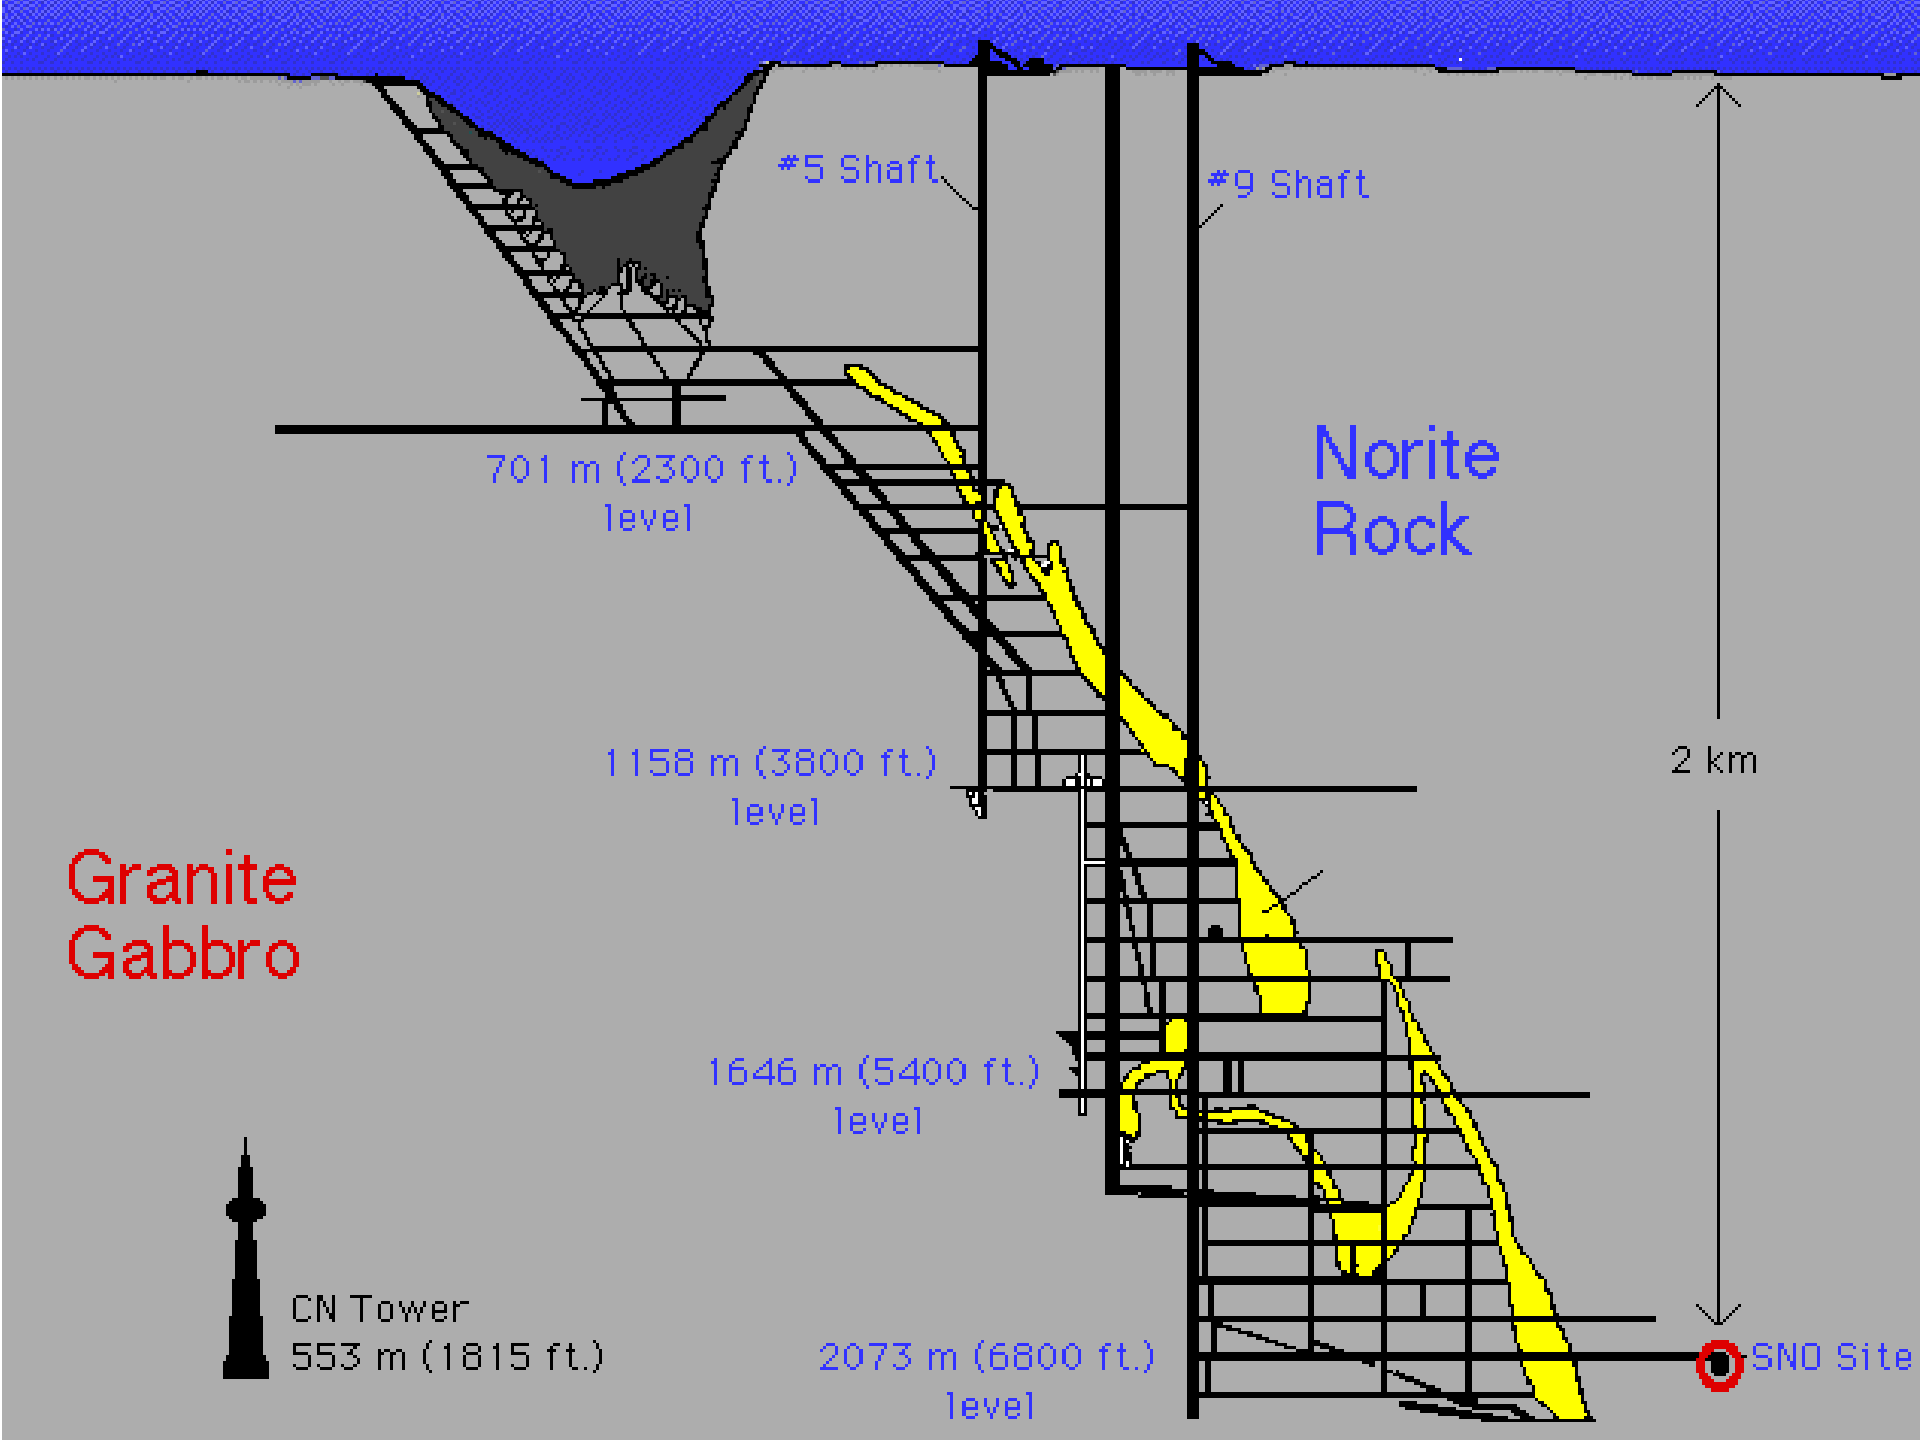 #5 Shaft
#9 Shaft
701 m (2300 ft.)
level
Norite
Rock
1158 m (3800 ft.)
level
2 km
Granite
Gabbro
1646 m (5400 ft.)
level
CN Tower
553 m (1815 ft.)
2073 m (6800 ft.)
level
SNO Site